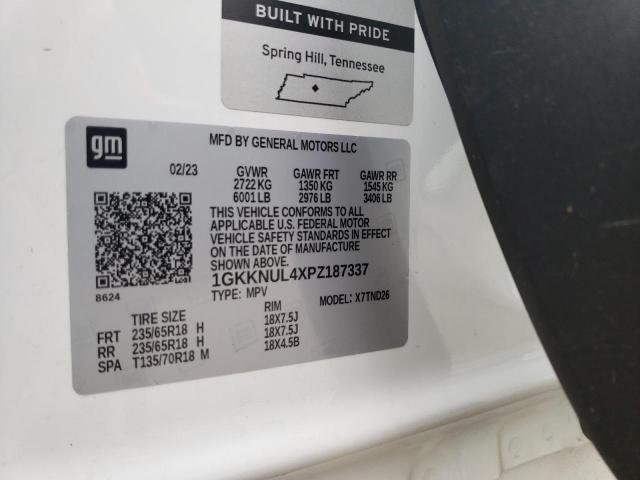 BUILT WITH PRIDE
Spring Hill, Tennessee
gm
MFD BY GENERAL MOTORS LLC
02/23 GVWR GAWR FRT GAWR RR
2722 KG 1350 KG 1545 KG
6001 LB 2976 LB 3406 LB
THIS VEHICLE CONFORMS TO ALL
APPLICABLE U.S. FEDERAL MOTOR
VEHICLE SAFETY STANDARDS IN EFFECT
ON THE DATE OF MANUFACTURE
SHOWN ABOVE.
1GKKNUL4XPZ187337
8624
TYPE: MPV MODEL: X7TND26
TIRE SIZE RIM
FRT 235/65R18 H 18X7.5J
RR 235/65R18 H 18X7.5J
SPA T135/70R18 M 18X4.5B